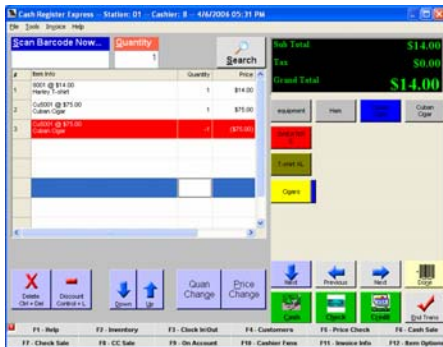 Cash Register Express -- Station: 01 -- Cashier: 8 -- 4/6/2006 05:31 PM
File Tools Invoice Help
Scan Barcode Now...
Quantity
1
Search
# Item Info Quantity Price
1 9001 @ $14.00 1 $14.00
Harley T-shirt
2 CuS001 @ $75.00 1 $75.00
Cuban Cigar
3 CuS001 @ $75.00 -1 ($75.00)
Cuban Cigar
Sub Total $14.00
Tax $0.00
Grand Total $14.00
equipment
Cuban Cigar
T-shirt XL
Cigars
Next Previous Next Done
Cash Check Credit End Trans
Delete
Ctrl + Del
Discount
Control + L
Down Up
Quan Change
Price Change
F1 - Help F2 - Inventory F3 - Clock In/Out F4 - Customers F5 - Price Check F6 - Cash Sale
F7 - Check Sale F8 - CC Sale F9 - On Account F10 - Cashier Fxns F11 - Invoice Info F12 - Item Options